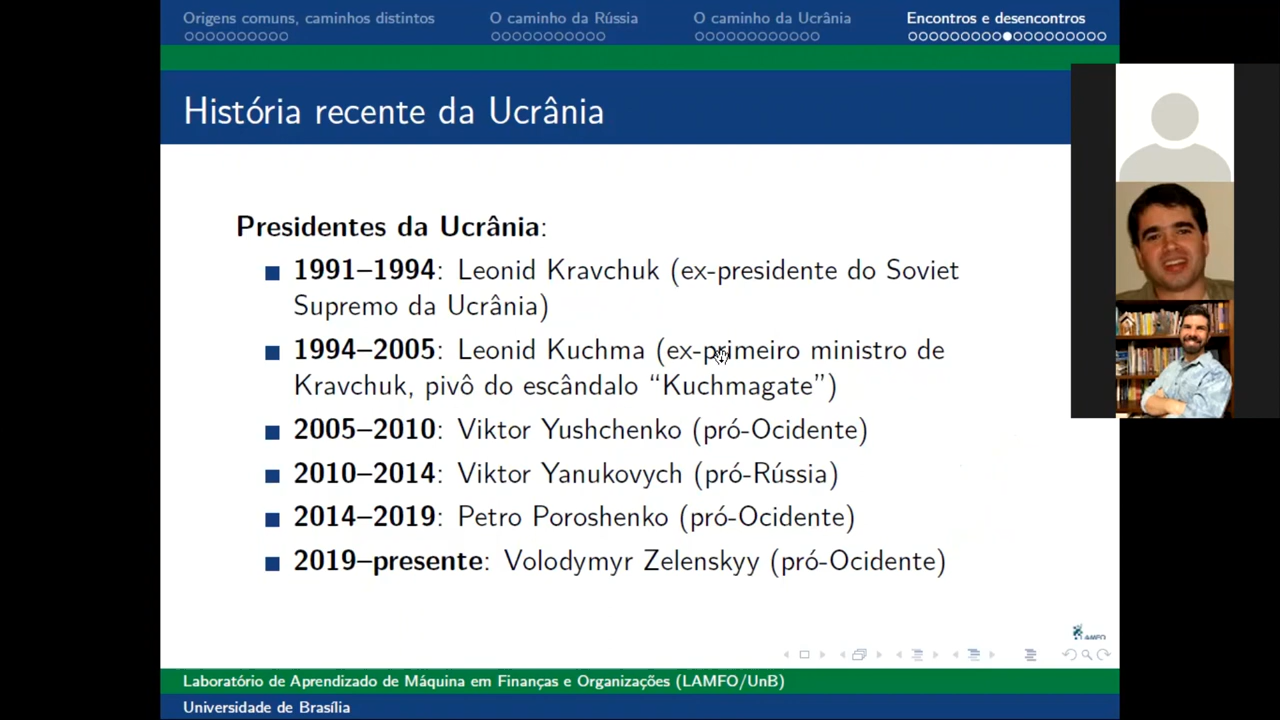 Origens comuns, caminhos distintos O caminho da Rússia O caminho da Ucrânia Encontros e desencontros
História recente da Ucrânia
Presidentes da Ucrânia:
1991–1994: Leonid Kravchuk (ex-presidente do Soviet
Supremo da Ucrânia)
1994–2005: Leonid Kuchma (ex-primeiro ministro de
Kravchuk, pivô do escândalo “Kuchmagate”)
2005–2010: Viktor Yushchenko (pró-Ocidente)
2010–2014: Viktor Yanukovych (pró-Rússia)
2014–2019: Petro Poroshenko (pró-Ocidente)
2019–presente: Volodymyr Zelenskyy (pró-Ocidente)
LAMFO
Laboratório de Aprendizado de Máquina em Finanças e Organizações (LAMFO/UnB)
Universidade de Brasília